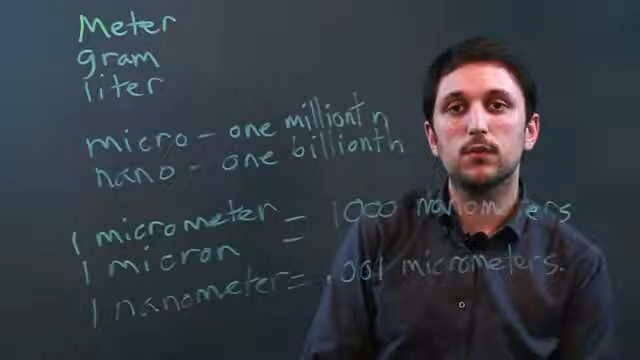 Meter
gram
liter
micro - one millionth
nano - one billionth
1 micrometer = 1000 nanometers
1 micron =
1 nanometer = .001 micrometers.